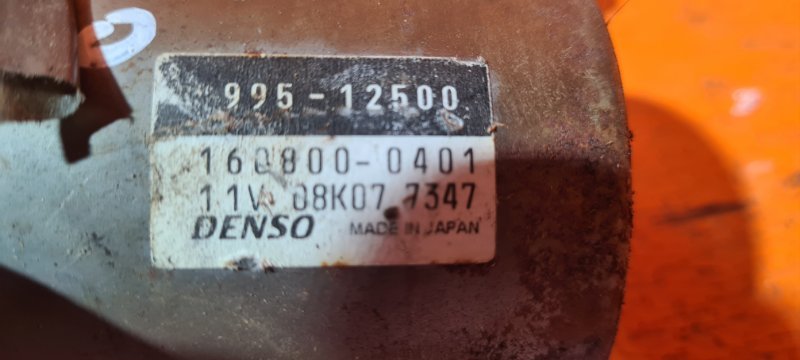 995-12500
160800-0401
11V 08K07 7347
DENSO MADE IN JAPAN